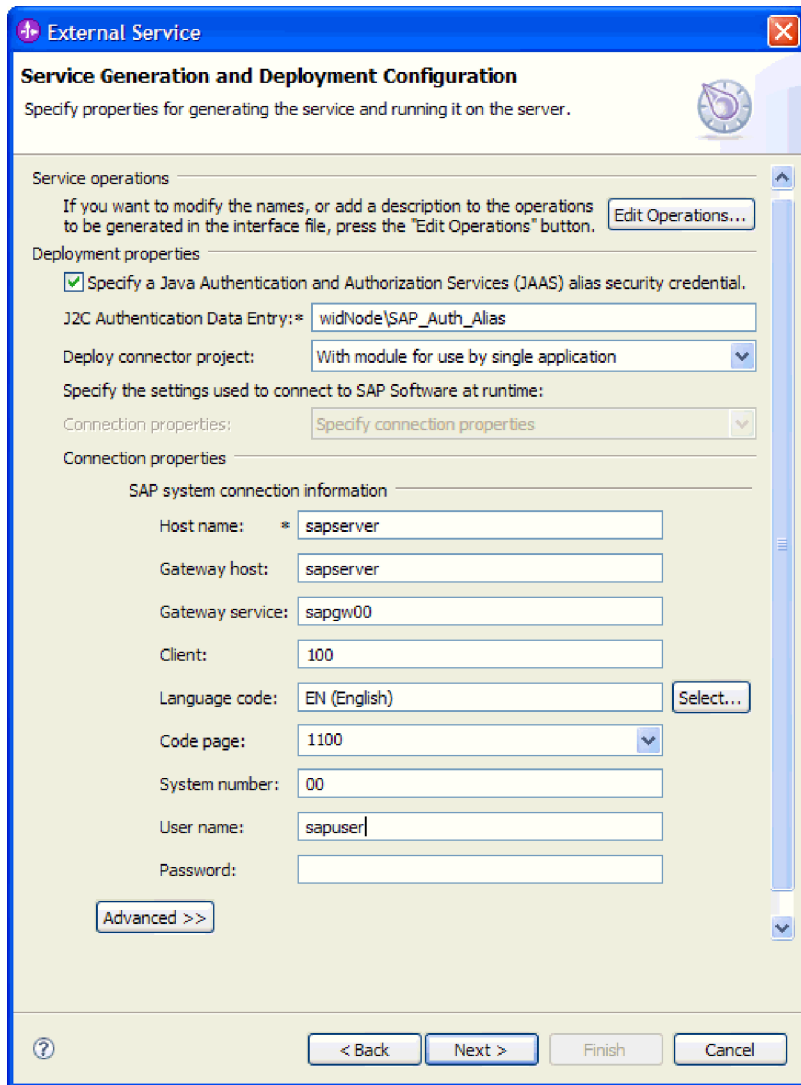 External Service
Service Generation and Deployment Configuration
Specify properties for generating the service and running it on the server.
Service operations
If you want to modify the names, or add a description to the operations
to be generated in the interface file, press the "Edit Operations" button.
Edit Operations...
Deployment properties
Specify a Java Authentication and Authorization Services (JAAS) alias security credential.
J2C Authentication Data Entry:* widNode\SAP_Auth_Alias
Deploy connector project: With module for use by single application
Specify the settings used to connect to SAP Software at runtime:
Connection properties: Specify connection properties
Connection properties
SAP system connection information
Host name: * sapserver
Gateway host: sapserver
Gateway service: sapgw00
Client: 100
Language code: EN (English) Select...
Code page: 1100
System number: 00
User name: sapuser
Password:
Advanced >>
? < Back Next > Finish Cancel